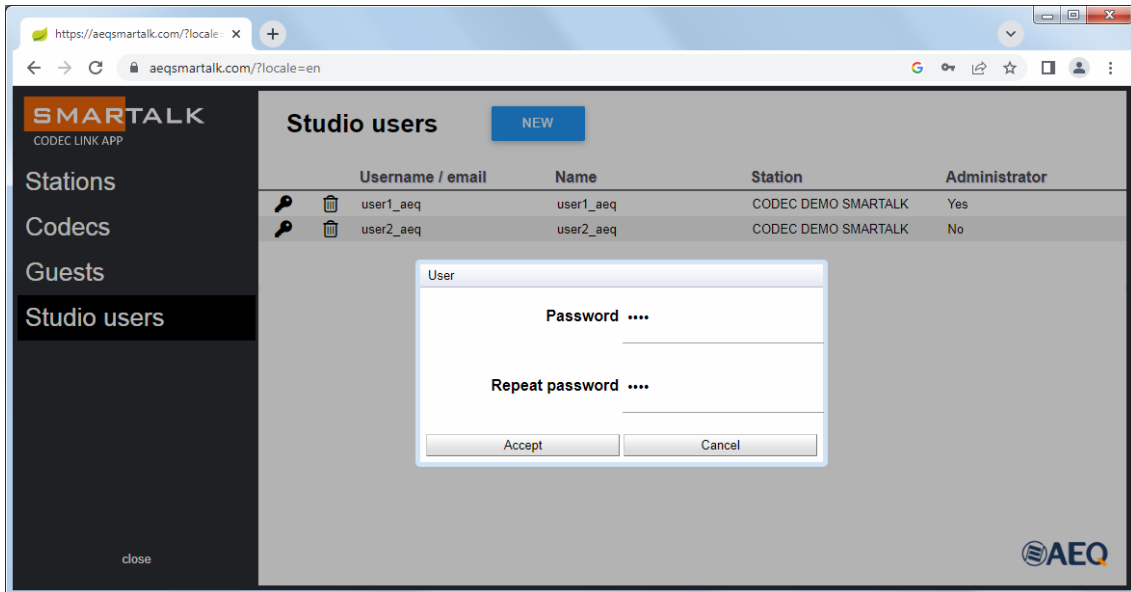 https://aeqsmartalk.com/?locale=
aeqsmartalk.com/?locale=en
SMARTALK
CODEC LINK APP
Stations
Codecs
Guests
Studio users
close
Studio users
NEW
Username / email Name Station Administrator
user1_aeq user1_aeq CODEC DEMO SMARTALK Yes
user2_aeq user2_aeq CODEC DEMO SMARTALK No
User
Password ••••
Repeat password ••••
Accept Cancel
AEQ